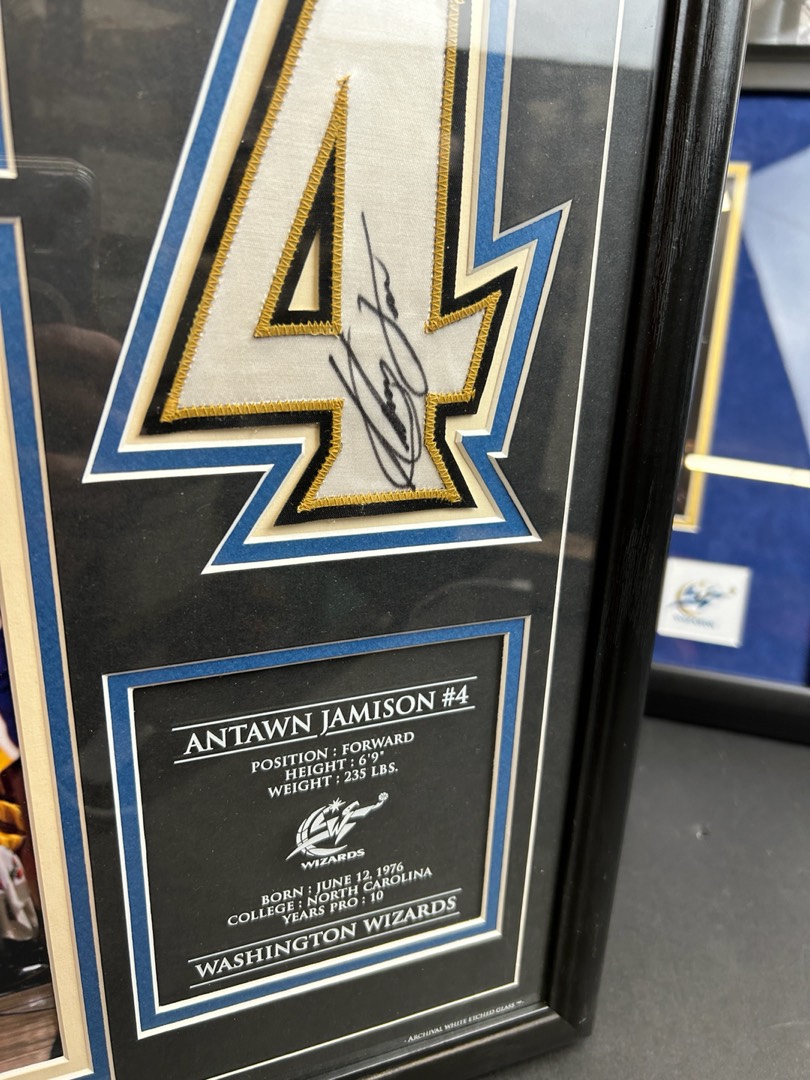 4
ANTAWN JAMISON #4
POSITION : FORWARD
HEIGHT : 6'9"
WEIGHT : 235 LBS.
WIZARDS
BORN : JUNE 12, 1976
COLLEGE : NORTH CAROLINA
YEARS PRO : 10
WASHINGTON WIZARDS
ARCHIVAL WHITE ETCHED GLASS ™